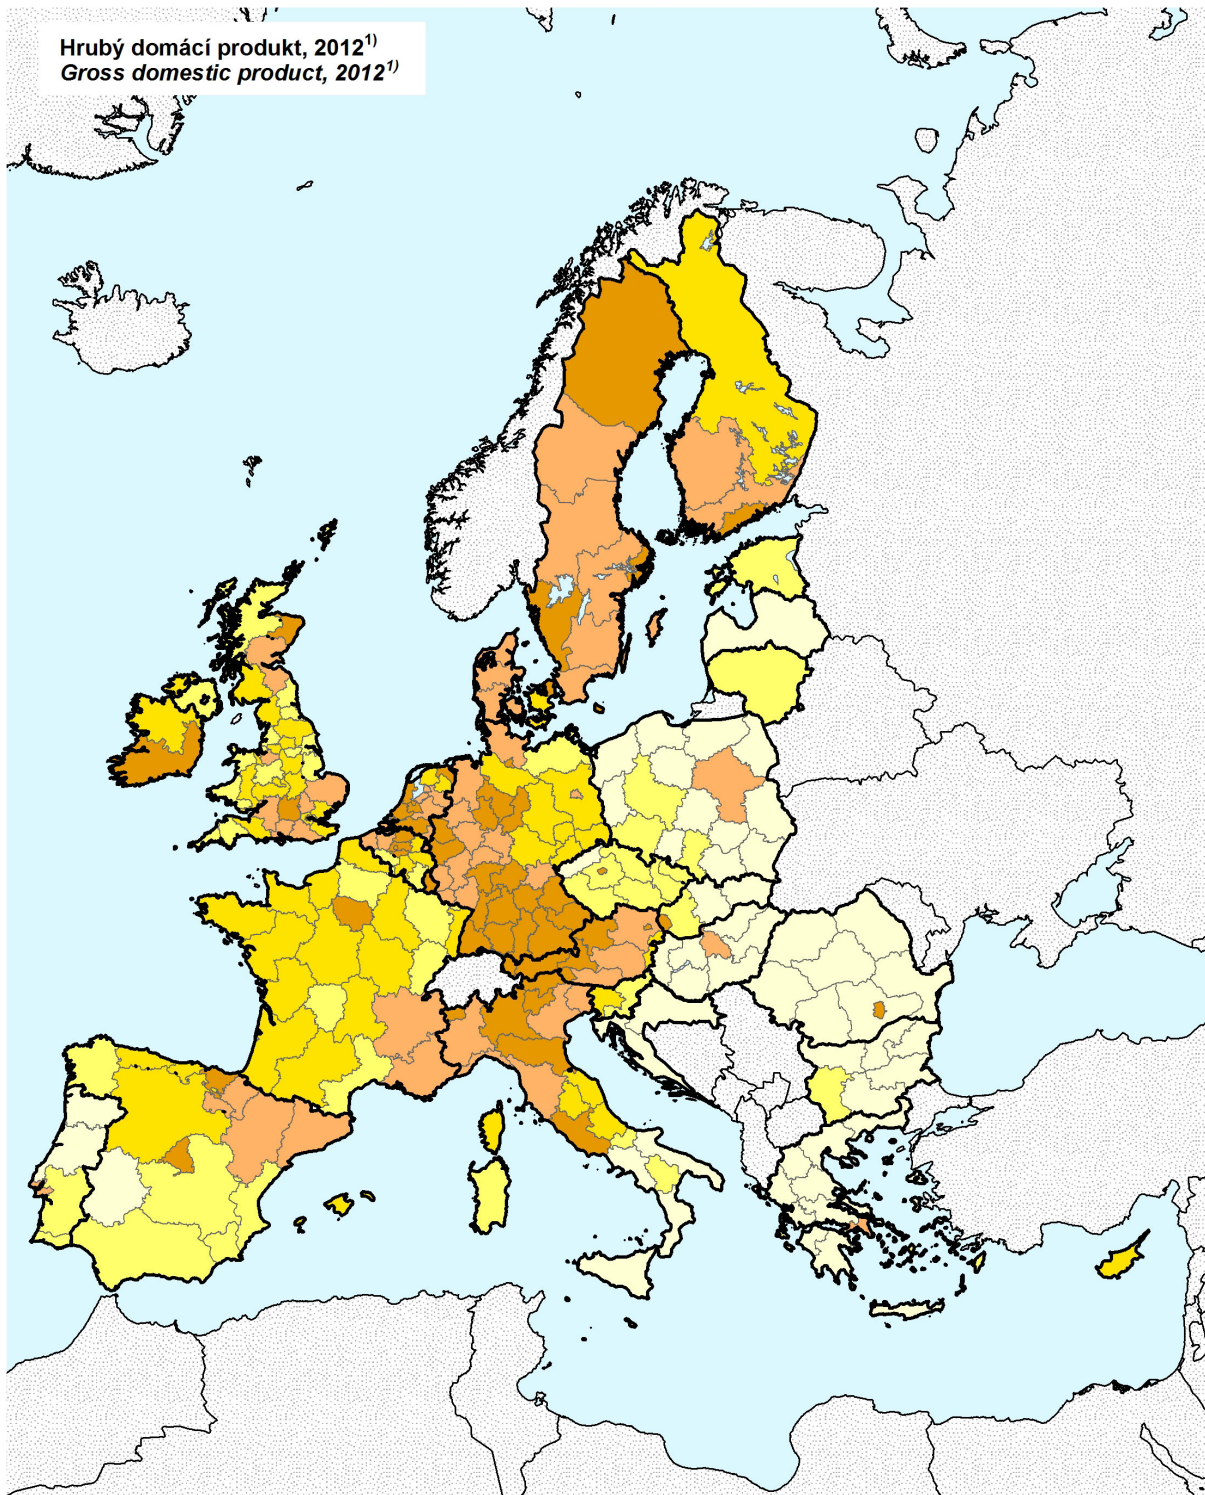 Hrubý domácí produkt, 2012¹⁾
Gross domestic product, 2012¹⁾